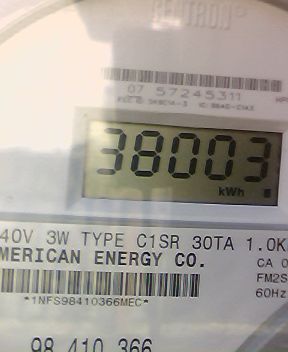 CENTRON®
07 57245311
38003
kWh
40V 3W TYPE C1SR 30TA 1.0K
MERICAN ENERGY CO.
CA 0
FM2S
60Hz
*1NFS98410366MEC*
98 410 366